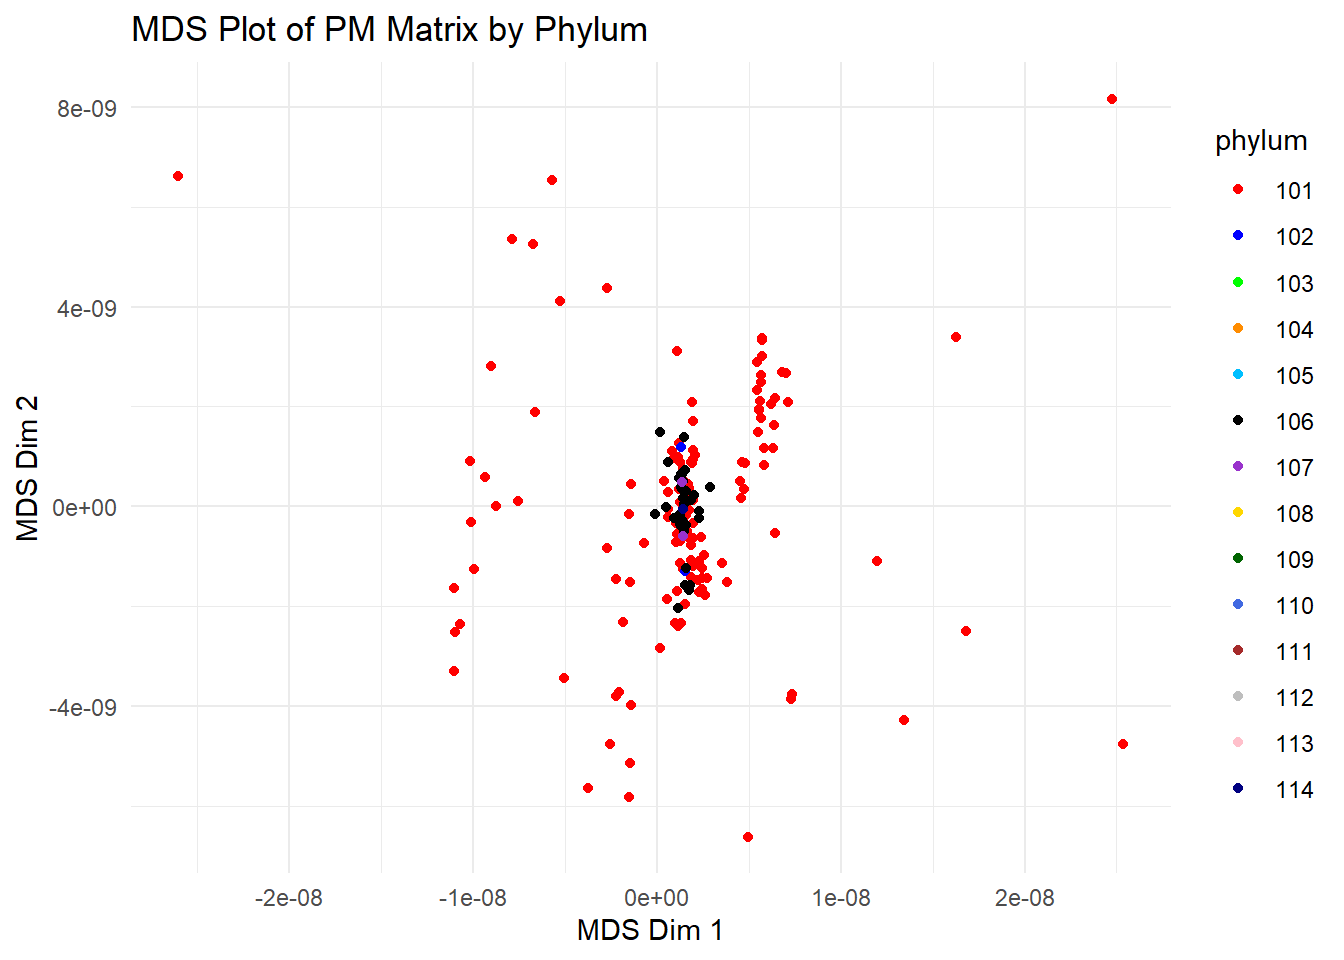 MDS Plot of PM Matrix by Phylum
8e-09
4e-09
0e+00
-4e-09
MDS Dim 2
-2e-08
-1e-08
0e+00
1e-08
2e-08
MDS Dim 1
phylum
101
102
103
104
105
106
107
108
109
110
111
112
113
114